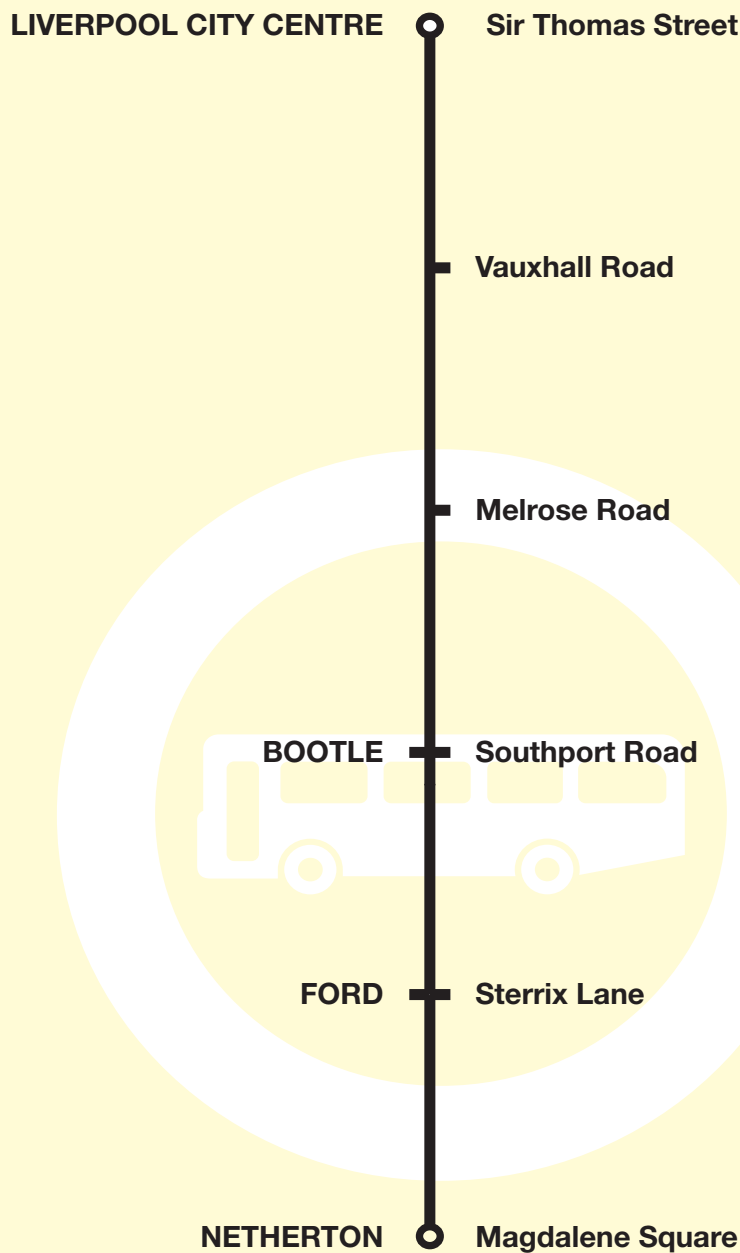 LIVERPOOL CITY CENTRE Sir Thomas Street
Vauxhall Road
Melrose Road
BOOTLE Southport Road
FORD Sterrix Lane
NETHERTON Magdalene Square